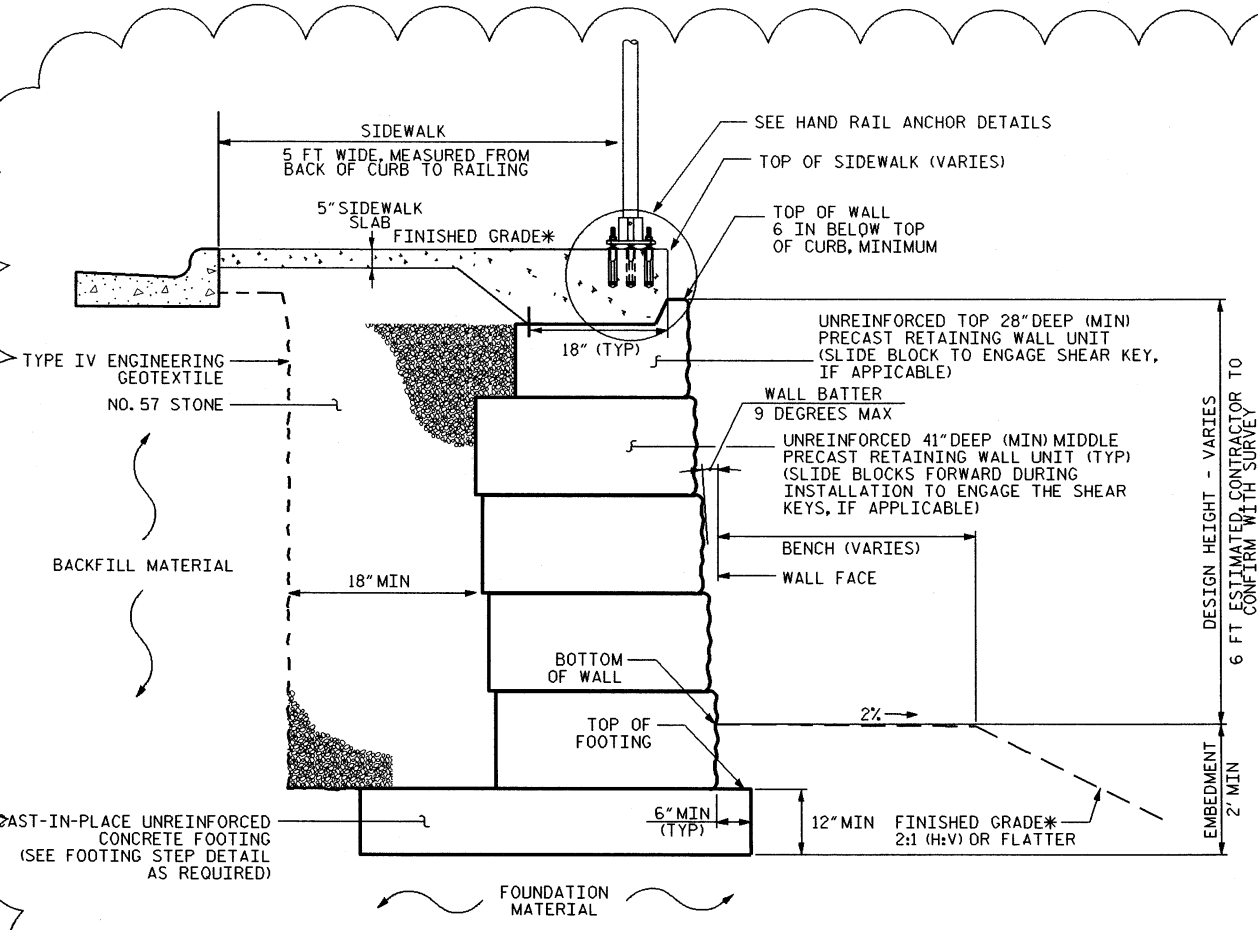 SEE HAND RAIL ANCHOR DETAILS
SIDEWALK
5 FT WIDE, MEASURED FROM
BACK OF CURB TO RAILING
TOP OF SIDEWALK (VARIES)
5" SIDEWALK
SLAB
FINISHED GRADE*
TOP OF WALL
6 IN BELOW TOP
OF CURB, MINIMUM
18" (TYP)
UNREINFORCED TOP 28" DEEP (MIN)
PRECAST RETAINING WALL UNIT
(SLIDE BLOCK TO ENGAGE SHEAR KEY,
IF APPICABLE)
TYPE IV ENGINEERING
GEOTEXTILE
NO. 57 STONE
WALL BATTER
9 DEGREES MAX
UNREINFORCED 41" DEEP (MIN) MIDDLE
PRECAST RETAINING WALL UNIT (TYP)
(SLIDE BLOCKS FORWARD DURING
INSTALLATION TO ENGAGE THE SHEAR
KEYS, IF APPLICABLE)
BENCH (VARIES)
WALL FACE
BACKFILL MATERIAL
18" MIN
DESIGN HEIGHT - VARIES
6 FT ESTIMATED, CONTRACTOR TO
CONFIRM WITH SURVEY
BOTTOM
OF WALL
2%
TOP OF
FOOTING
EMBEDMENT
2' MIN
6" MIN
(TYP)
12" MIN
FINISHED GRADE*
2:1 (H:V) OR FLATTER
CAST-IN-PLACE UNREINFORCED
CONCRETE FOOTING
(SEE FOOTING STEP DETAIL
AS REQUIRED)
FOUNDATION
MATERIAL